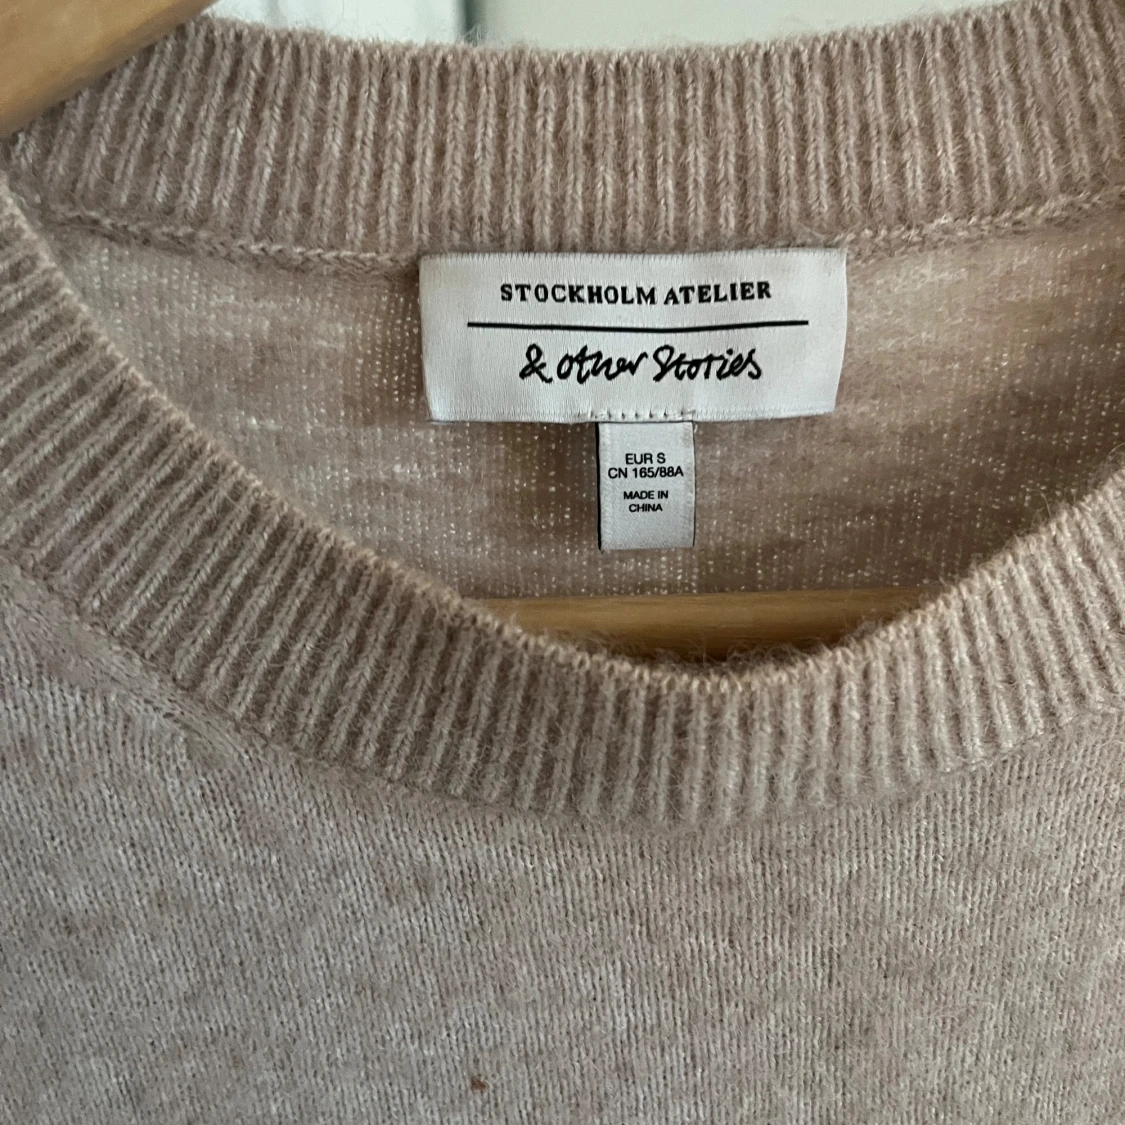 STOCKHOLM ATELIER
& other Stories
EUR S
CN 165/88A
MADE IN
CHINA